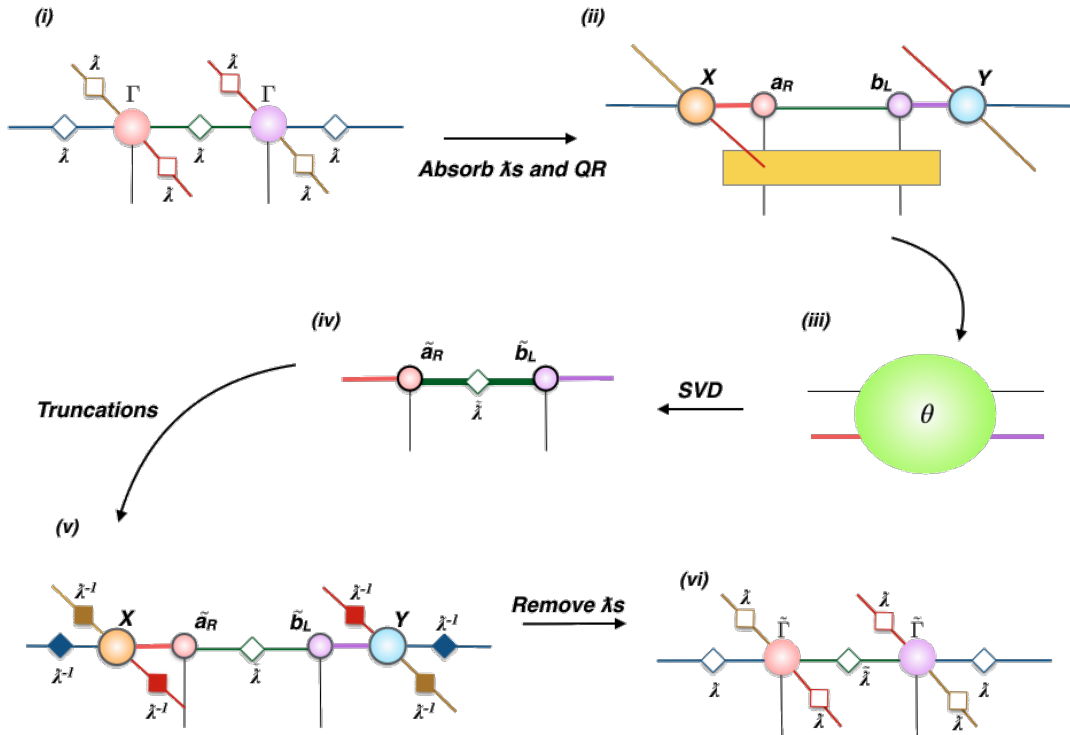 (i)
λ̃
λ̃
Γ
Γ
λ̃
λ̃
λ̃
λ̃
λ̃
Absorb λ̃s and QR
(ii)
X
a_R
b_L
Y
(iii)
θ
SVD
(iv)
ã_R
b̃_L
λ̃̃
Truncations
(v)
λ̃⁻¹
λ̃⁻¹
X
ã_R
b̃_L
Y
λ̃⁻¹
λ̃⁻¹
λ̃̃
λ̃⁻¹
λ̃⁻¹
Remove λ̃s
(vi)
λ̃
λ̃
Γ̃
Γ̃
λ̃
λ̃̃
λ̃
λ̃
λ̃